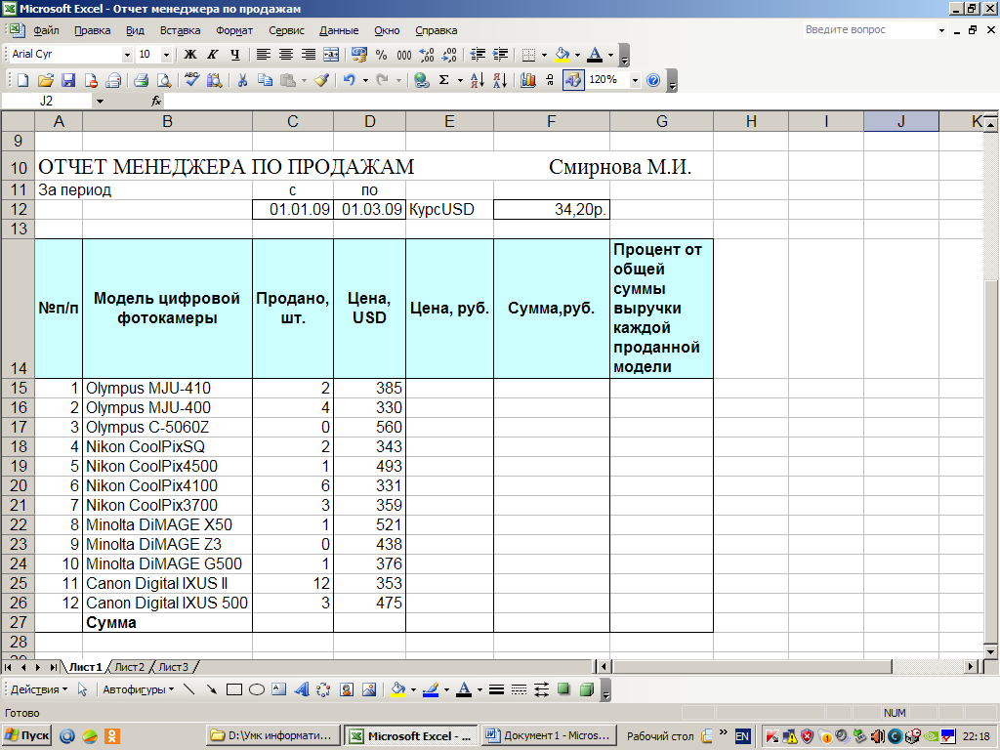 Microsoft Excel - Отчет менеджера по продажам
Файл Правка Вид Вставка Формат Сервис Данные Окно Справка Введите вопрос
Arial Cyr 10 Ж К Ч % 000
Σ 120%
J2 fx
A B C D E F G H I J K
9
10 ОТЧЕТ МЕНЕДЖЕРА ПО ПРОДАЖАМ Смирнова М.И.
11 За период с по
12 01.01.09 01.03.09 КурсUSD 34,20р.
13
14 №п/п Модель цифровой фотокамеры Продано, шт. Цена, USD Цена, руб. Сумма,руб. Процент от общей суммы выручки каждой проданной модели
15 1 Olympus MJU-410 2 385
16 2 Olympus MJU-400 4 330
17 3 Olympus C-5060Z 0 560
18 4 Nikon CoolPixSQ 2 343
19 5 Nikon CoolPix4500 1 493
20 6 Nikon CoolPix4100 6 331
21 7 Nikon CoolPix3700 3 359
22 8 Minolta DiMAGE X50 1 521
23 9 Minolta DiMAGE Z3 0 438
24 10 Minolta DiMAGE G500 1 376
25 11 Canon Digital IXUS II 12 353
26 12 Canon Digital IXUS 500 3 475
27 Сумма
28
29
Лист1 Лист2 Лист3
Действия Автофигуры
Готово NUM
Пуск D:\Умк информати... Microsoft Excel - ... Документ1 - Micros... Рабочий стол » EN 22:18